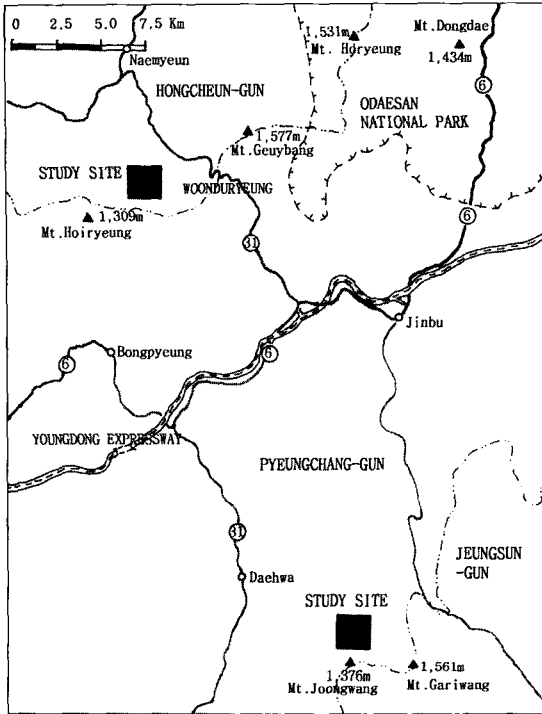 0 2.5 5.0 7.5 Km
Naemyeun
HONGCHEUN-GUN
1,531m
Mt. Horyeung
Mt.Dongdae
1,434m
6
ODAESAN
NATIONAL PARK
1,577m
Mt.Geuybang
STUDY SITE
WOONDURYEUNG
1,309m
Mt.Hoiryeung
6
31
Jinbu
Bongpyeung
6
6
YOUNGDONG EXPRESSWAY
PYEUNGCHANG-GUN
31
JEUNGSUN
-GUN
Daehwa
STUDY SITE
1,376m
Mt.Joongwang
1,561m
Mt.Gariwang